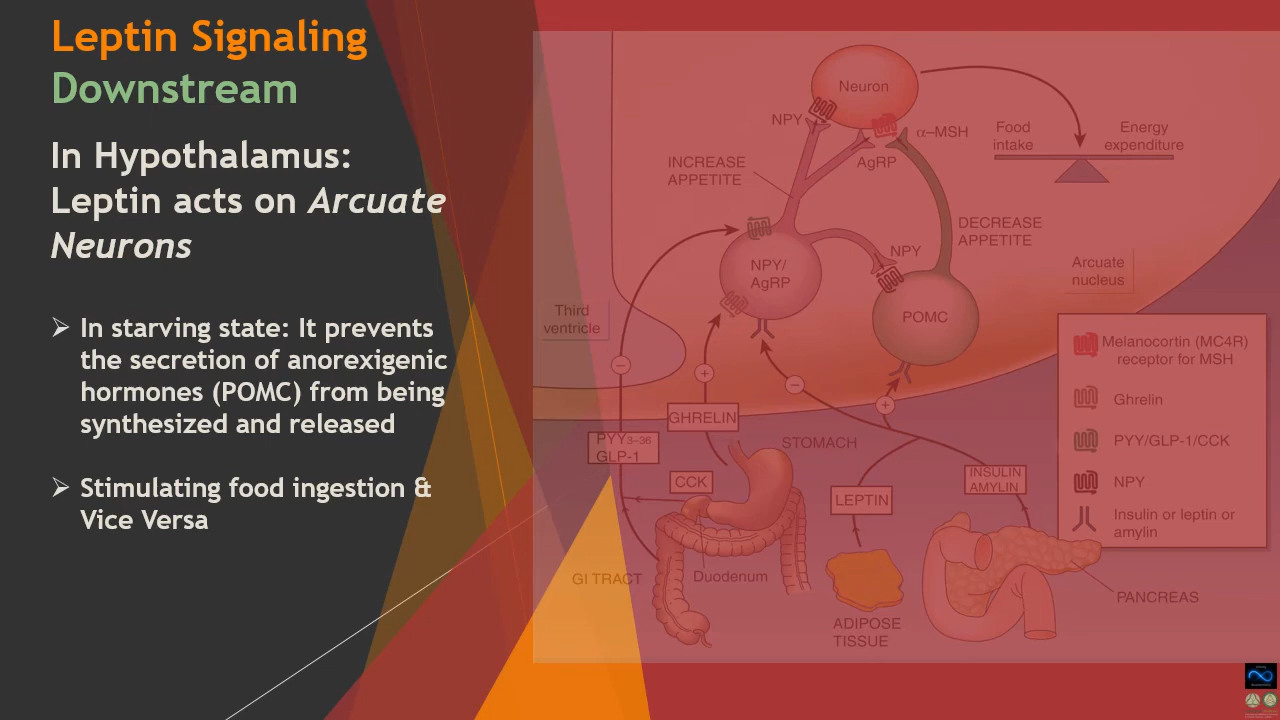 Leptin Signaling
Downstream
In Hypothalamus:
Leptin acts on Arcuate
Neurons
In starving state: It prevents
the secretion of anorexigenic
hormones (POMC) from being
synthesized and released
Stimulating food ingestion &
Vice Versa
Neuron
NPY
α–MSH
AgRP
Food
intake
Energy
expenditure
INCREASE
APPETITE
DECREASE
APPETITE
NPY/
AgRP
NPY
POMC
Arcuate
nucleus
Third
ventricle
−
+
−
+
GHRELIN
PYY3–36
GLP-1
CCK
STOMACH
LEPTIN
INSULIN
AMYLIN
GI TRACT
Duodenum
ADIPOSE
TISSUE
PANCREAS
Melanocortin (MC4R)
receptor for MSH
Ghrelin
PYY/GLP-1/CCK
NPY
Insulin or leptin or
amylin